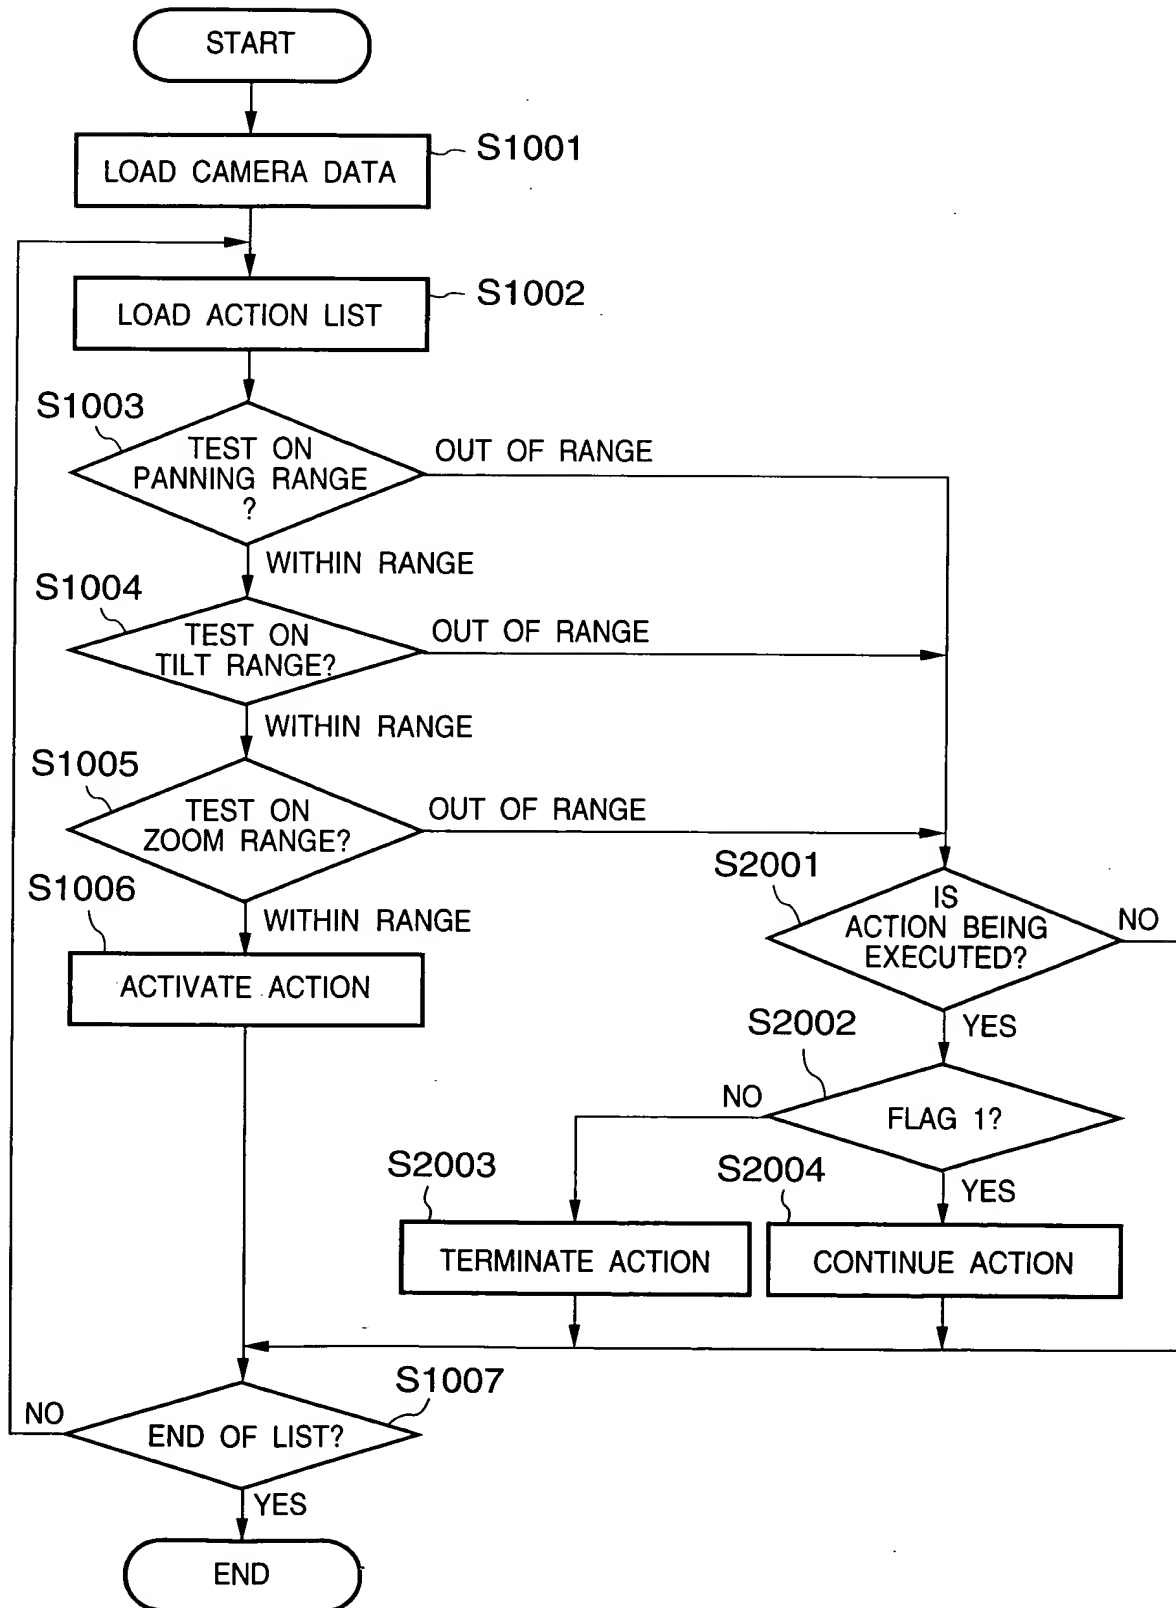 START
LOAD CAMERA DATA
S1001
LOAD ACTION LIST
S1002
S1003
TEST ON
PANNING RANGE
?
OUT OF RANGE
WITHIN RANGE
S1004
TEST ON
TILT RANGE?
OUT OF RANGE
WITHIN RANGE
S1005
TEST ON
ZOOM RANGE?
OUT OF RANGE
WITHIN RANGE
S1006
ACTIVATE ACTION
S2001
IS
ACTION BEING
EXECUTED?
NO
YES
S2002
FLAG 1?
NO
YES
S2003
TERMINATE ACTION
S2004
CONTINUE ACTION
S1007
END OF LIST?
NO
YES
END